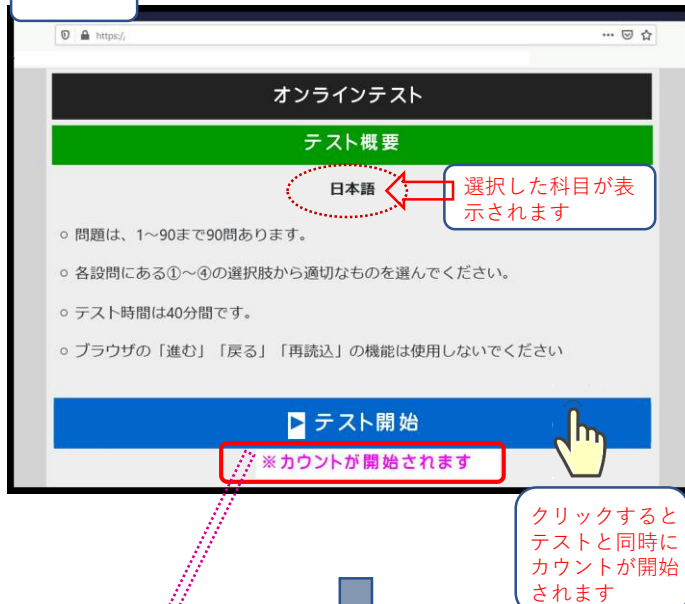 https:/
オンラインテスト
テスト概要
日本語
選択した科目が表
示されます
○ 問題は、1～90まで90問あります。
○ 各設問にある①～④の選択肢から適切なものを選んでください。
○ テスト時間は40分間です。
○ ブラウザの「進む」「戻る」「再読込」の機能は使用しないでください
▶ テスト開始
※カウントが開始されます
クリックすると
テストと同時に
カウントが開始
されます